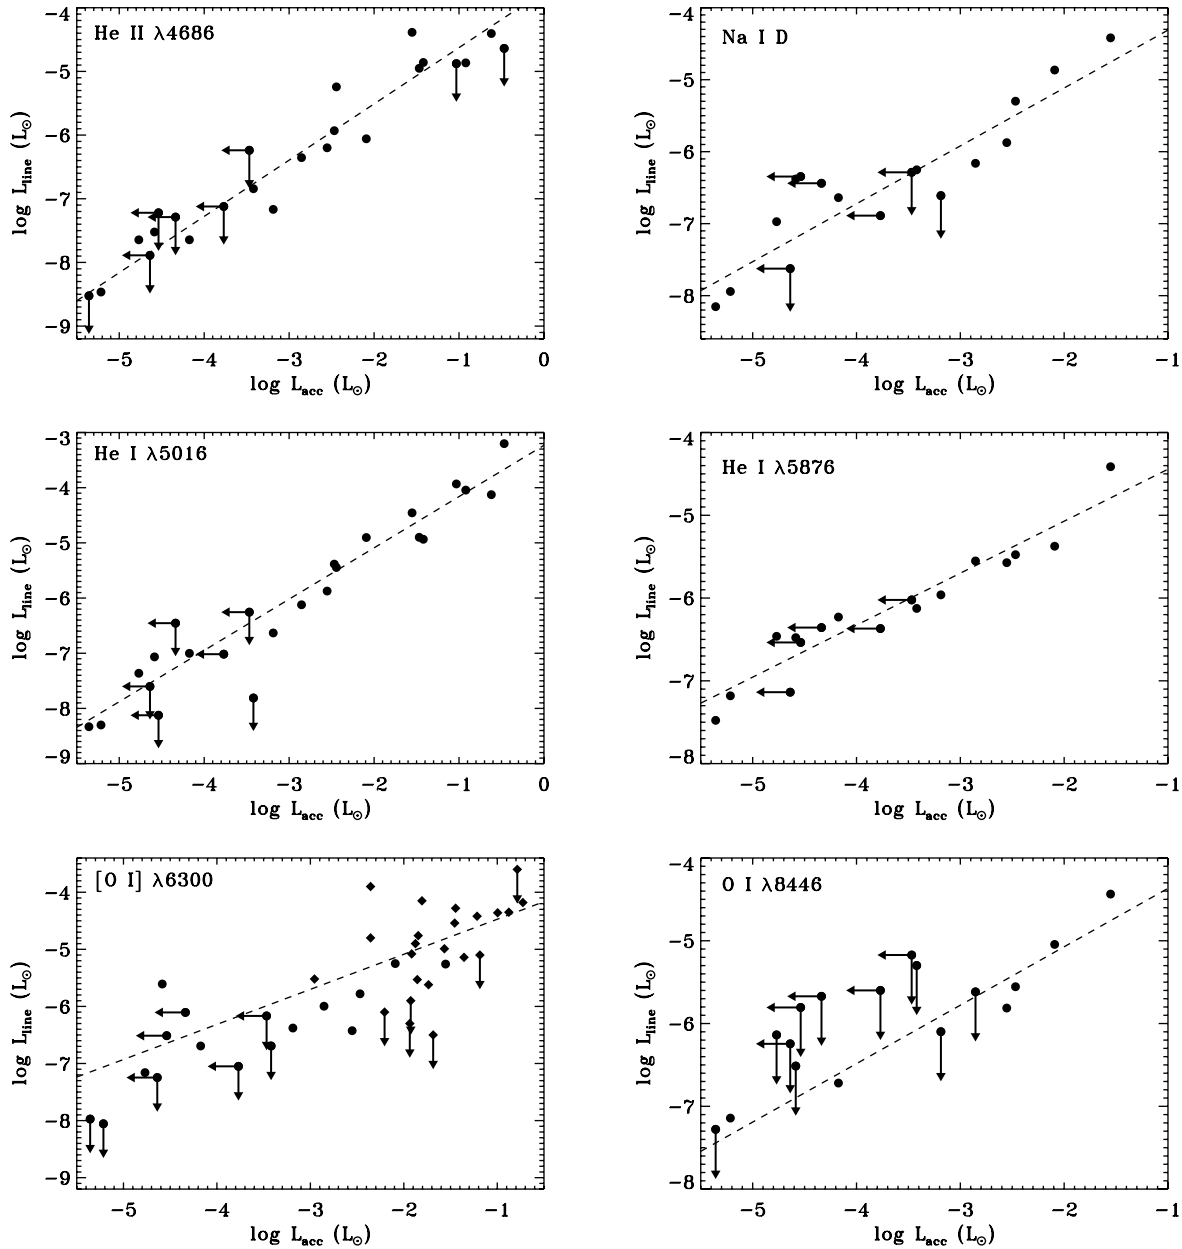 He II λ4686
−4
−5
−6
−7
−8
−9
log L_line (L_⊙)
−5 −4 −3 −2 −1 0
log L_acc (L_⊙)
Na I D
−4
−5
−6
−7
−8
log L_line (L_⊙)
−5 −4 −3 −2 −1
log L_acc (L_⊙)
He I λ5016
−3
−4
−5
−6
−7
−8
−9
log L_line (L_⊙)
−5 −4 −3 −2 −1 0
log L_acc (L_⊙)
He I λ5876
−4
−5
−6
−7
−8
log L_line (L_⊙)
−5 −4 −3 −2 −1
log L_acc (L_⊙)
[O I] λ6300
−4
−5
−6
−7
−8
−9
log L_line (L_⊙)
−5 −4 −3 −2 −1
log L_acc (L_⊙)
O I λ8446
−4
−5
−6
−7
−8
log L_line (L_⊙)
−5 −4 −3 −2 −1
log L_acc (L_⊙)